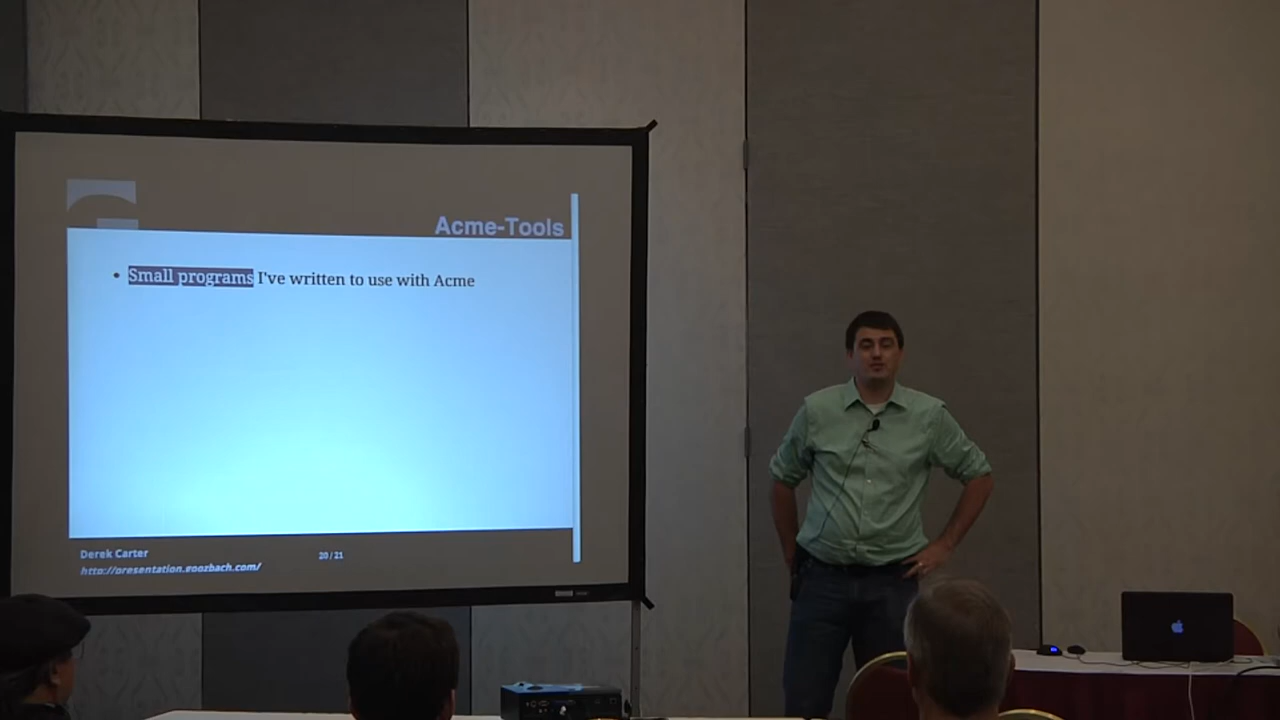 Acme-Tools
• Small programs I've written to use with Acme
Derek Carter
20 / 21
http://presentation.goozbach.com/